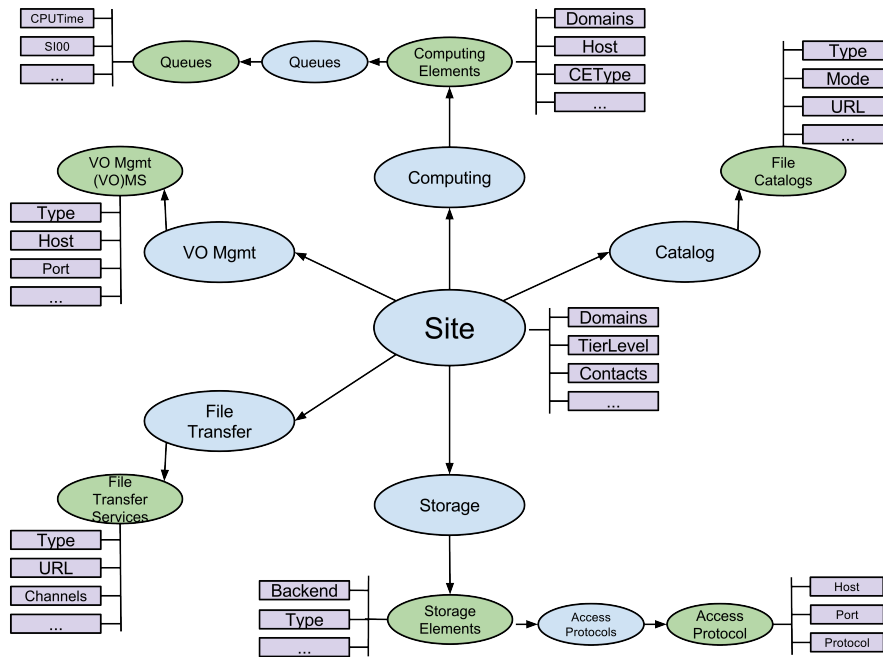 CPUTime
SI00
...
Queues
Queues
Computing
Elements
Domains
Host
CEType
...
Type
Mode
URL
...
File
Catalogs
VO Mgmt
(VO)MS
Type
Host
Port
...
VO Mgmt
Computing
Catalog
Site
Domains
TierLevel
Contacts
...
File
Transfer
File
Transfer
Services
Type
URL
Channels
...
Storage
Backend
Type
...
Storage
Elements
Access
Protocols
Access
Protocol
Host
Port
Protocol